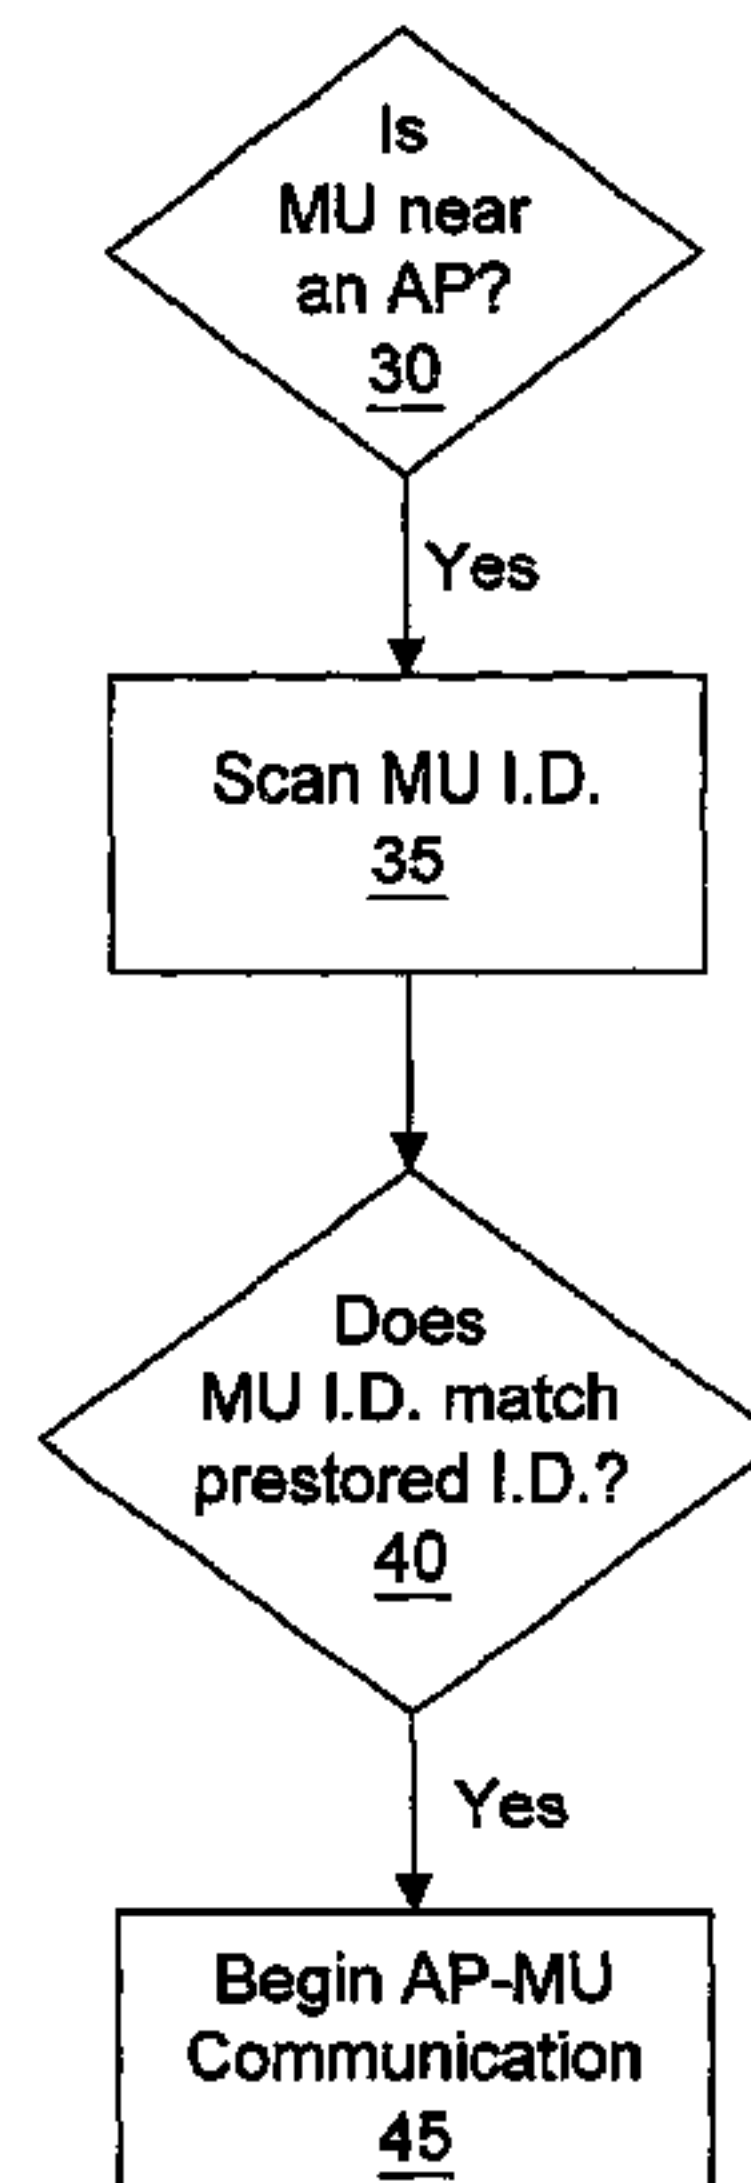 Is
MU near
an AP?
30
Yes
Scan MU I.D.
35
Does
MU I.D. match
prestored I.D.?
40
Yes
Begin AP-MU
Communication
45